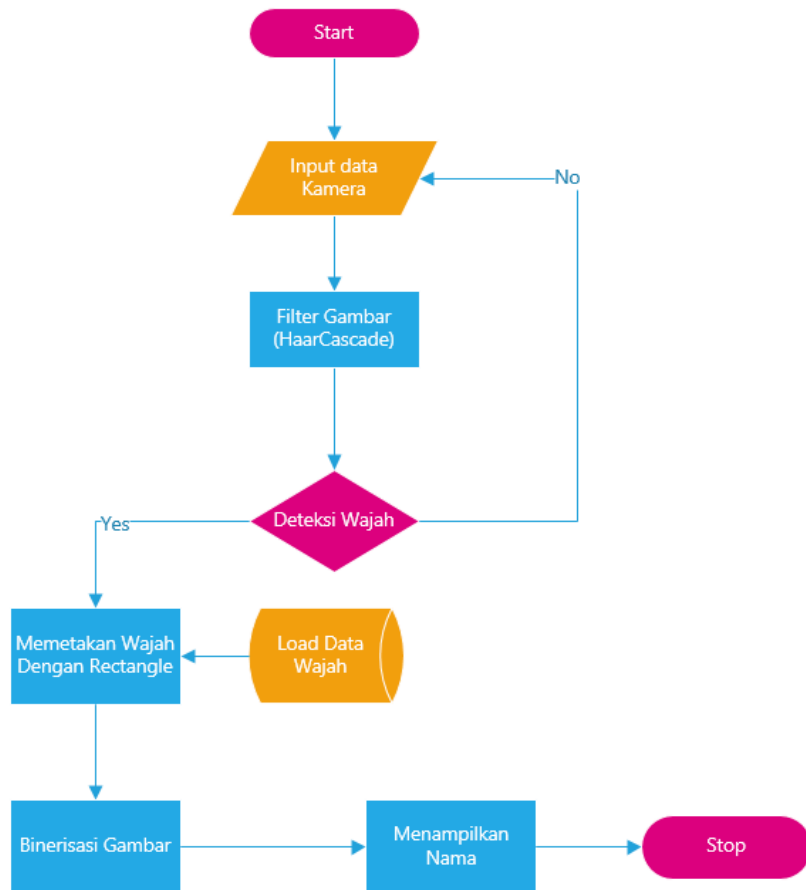 Start
Input data
Kamera
No
Filter Gambar
(HaarCascade)
Deteksi Wajah
Yes
Memetakan Wajah
Dengan Rectangle
Load Data
Wajah
Binerisasi Gambar
Menampilkan
Nama
Stop